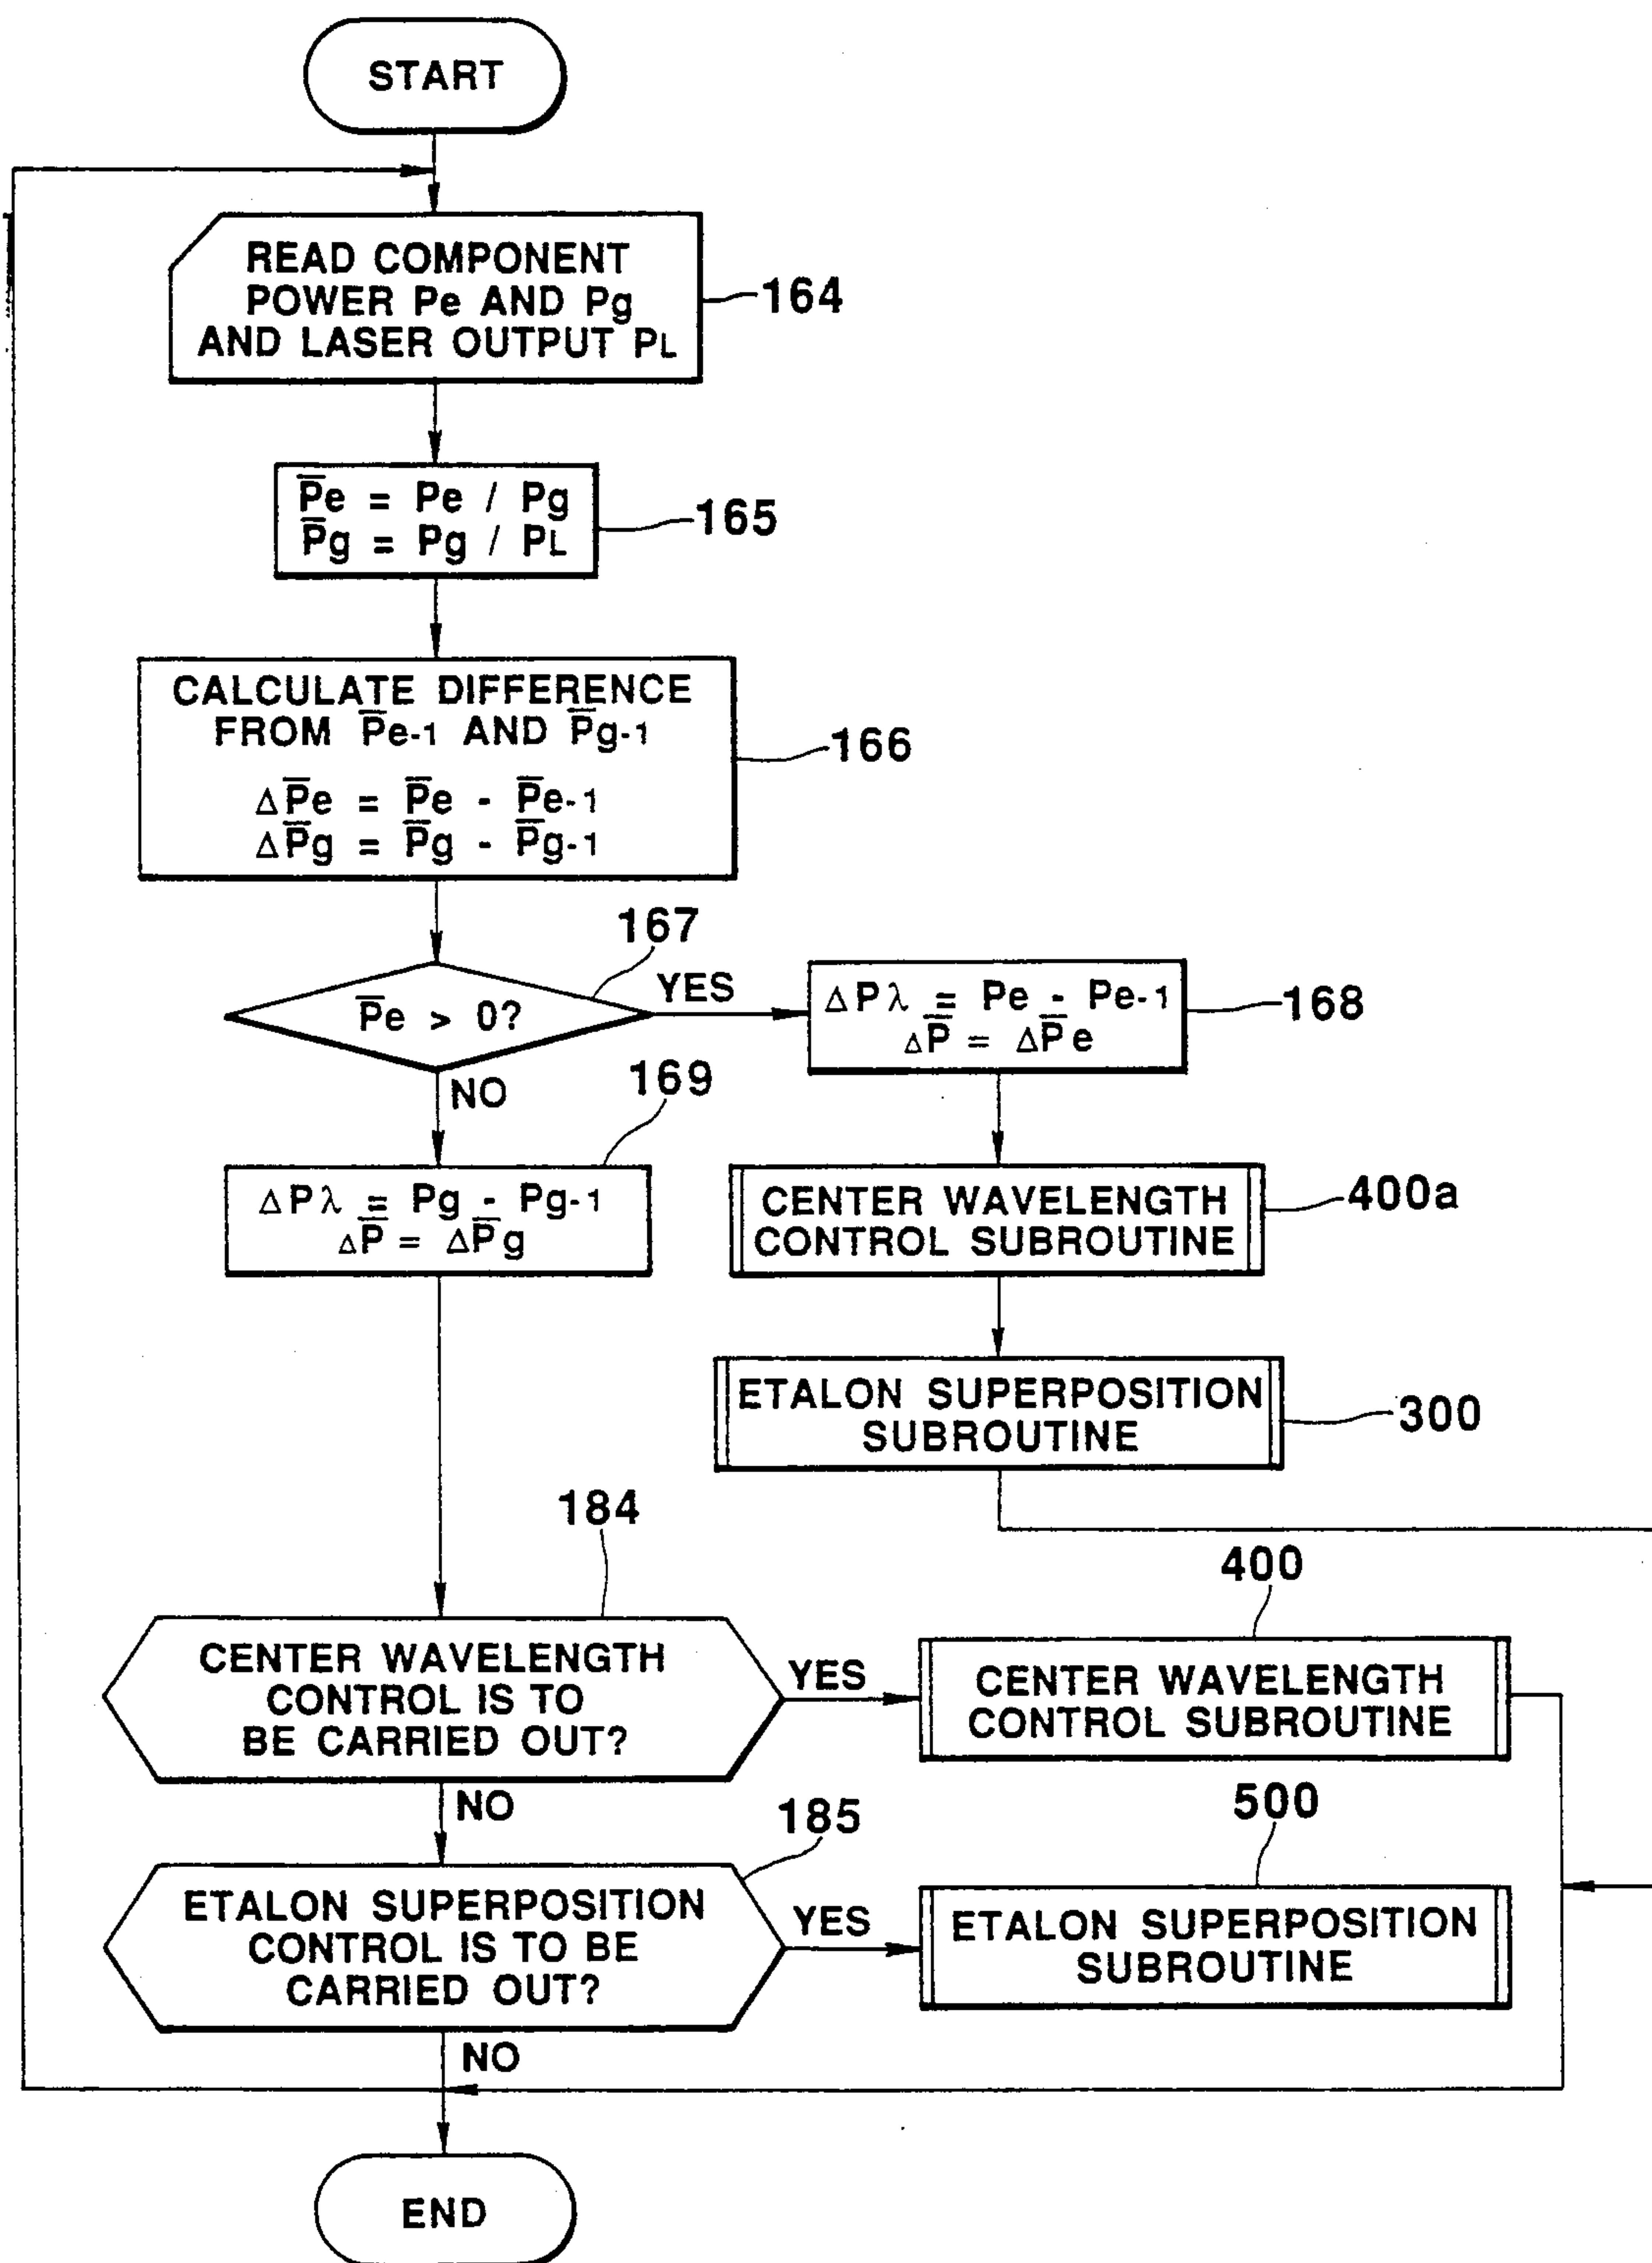 START
READ COMPONENT
POWER Pe AND Pg
AND LASER OUTPUT PL
164
P̅e = Pe / Pg
P̅g = Pg / PL
165
CALCULATE DIFFERENCE
FROM P̅e-1 AND P̅g-1
ΔP̅e = P̅e - P̅e-1
ΔP̅g = P̅g - P̅g-1
166
167
P̅e > 0?
YES
ΔPλ = Pe - Pe-1
ΔP̅ = ΔP̅e
168
NO
169
ΔPλ = Pg - Pg-1
ΔP̅ = ΔP̅g
CENTER WAVELENGTH
CONTROL SUBROUTINE
400a
ETALON SUPERPOSITION
SUBROUTINE
300
184
CENTER WAVELENGTH
CONTROL IS TO
BE CARRIED OUT?
YES
400
CENTER WAVELENGTH
CONTROL SUBROUTINE
NO
185
ETALON SUPERPOSITION
CONTROL IS TO BE
CARRIED OUT?
YES
500
ETALON SUPERPOSITION
SUBROUTINE
NO
END